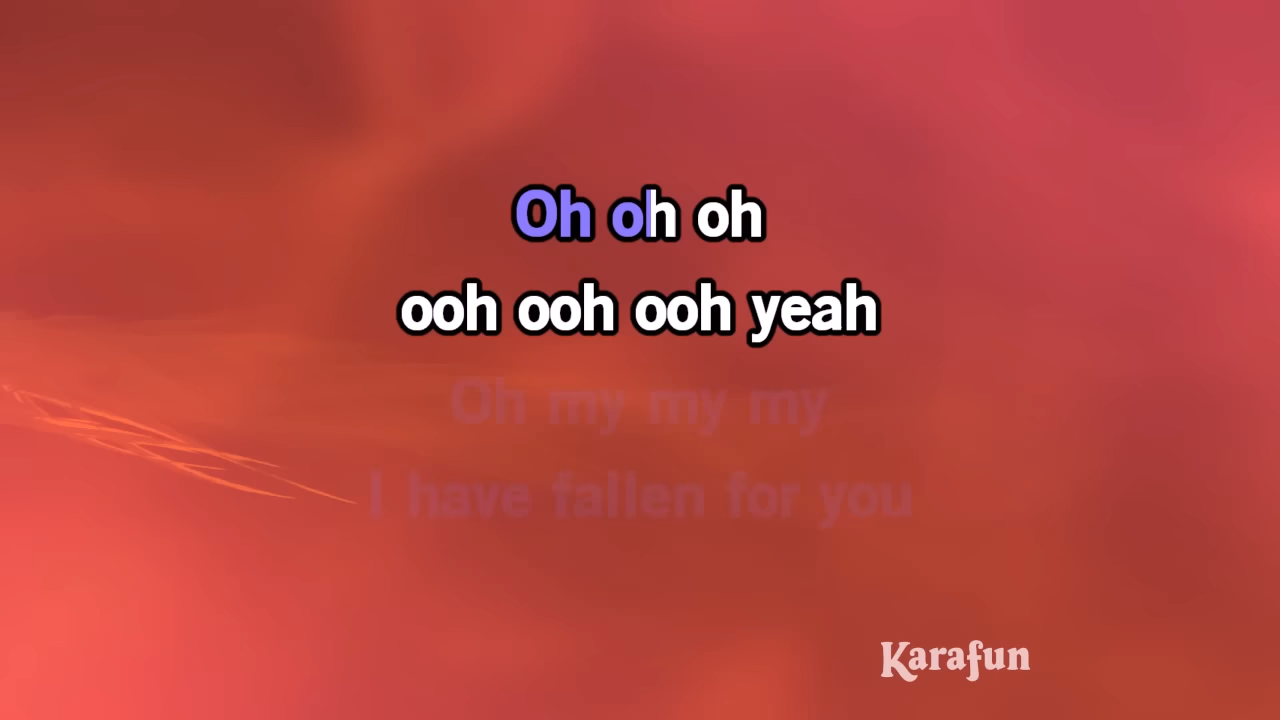 Oh oh oh
ooh ooh ooh yeah
Oh my my my
I have fallen for you
Karafun